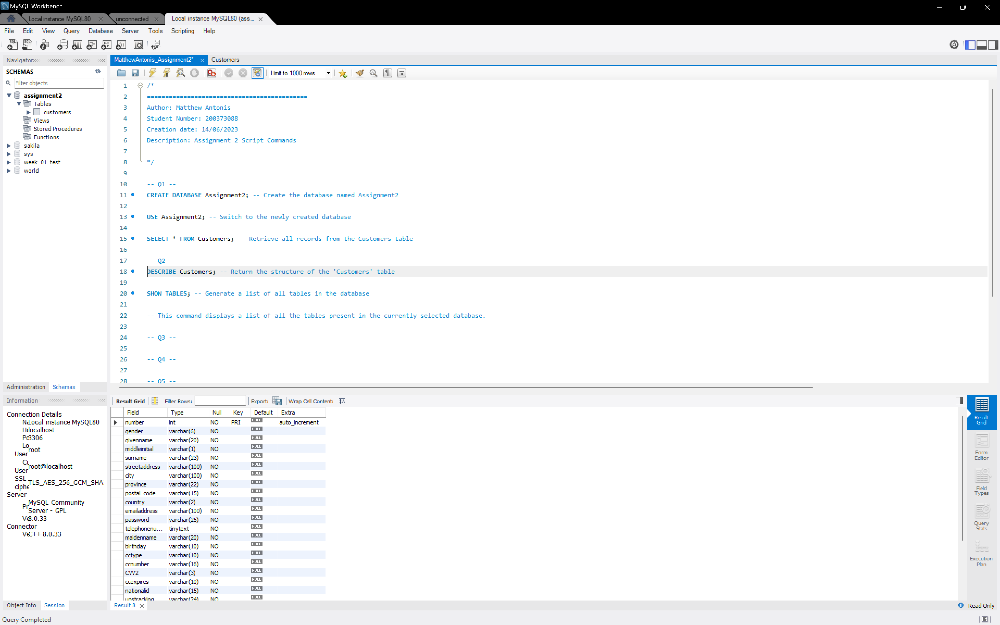 MySQL Workbench
Local instance MySQL80
unconnected
Local instance MySQL80 (ass...
File Edit View Query Database Server Tools Scripting Help
Navigator
SCHEMAS
Filter objects
assignment2
Tables
customers
Views
Stored Procedures
Functions
sakila
sys
week_01_test
world
Administration Schemas
Information
Connection Details
Local instance MySQL80
localhost
3306
root
User
root@localhost
User
SSL
TLS_AES_256_GCM_SHA
Server
MySQL Community
Server - GPL
8.0.33
Connector
C++ 8.0.33
Object Info Session
Query Completed
MatthewAntonis_Assignment2* Customers
Limit to 1000 rows
1 /*
2 ============================================
3 Author: Matthew Antonis
4 Student Number: 200373088
5 Creation date: 14/06/2023
6 Description: Assignment 2 Script Commands
7 ============================================
8 */
9
10 -- Q1 --
11 CREATE DATABASE Assignment2; -- Create the database named Assignment2
12
13 USE Assignment2; -- Switch to the newly created database
14
15 SELECT * FROM Customers; -- Retrieve all records from the Customers table
16
17 -- Q2 --
18 DESCRIBE Customers; -- Return the structure of the 'Customers' table
19
20 SHOW TABLES; -- Generate a list of all tables in the database
21
22 -- This command displays a list of all the tables present in the currently selected database.
23
24 -- Q3 --
25
26 -- Q4 --
27
28 -- Q5 --
Result Grid Filter Rows: Export: Wrap Cell Content:
Field Type Null Key Default Extra
number int NO PRI NULL auto_increment
gender varchar(6) NO NULL
givenname varchar(20) NO NULL
middleinitial varchar(1) NO NULL
surname varchar(23) NO NULL
streetaddress varchar(100) NO NULL
city varchar(100) NO NULL
province varchar(22) NO NULL
postal_code varchar(15) NO NULL
country varchar(2) NO NULL
emailaddress varchar(100) NO NULL
password varchar(25) NO NULL
telephonenu... tinytext NO NULL
maidenname varchar(20) NO NULL
birthday varchar(10) NO NULL
cctype varchar(10) NO NULL
ccnumber varchar(16) NO NULL
CVV2 varchar(3) NO NULL
ccexpires varchar(10) NO NULL
nationalid varchar(15) NO NULL
upstracking varchar(24) NO NULL
Result 8
Result
Grid
Form
Editor
Field
Types
Query
Stats
Execution
Plan
Read Only